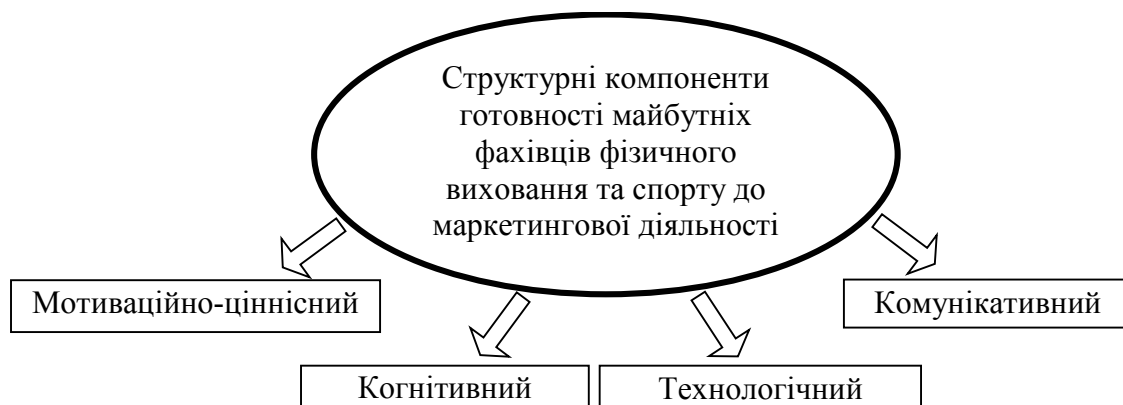 Структурні компоненти
готовності майбутніх
фахівців фізичного
виховання та спорту до
маркетингової діяльності
Мотиваційно-ціннісний
Комунікативний
Когнітивний
Технологічний